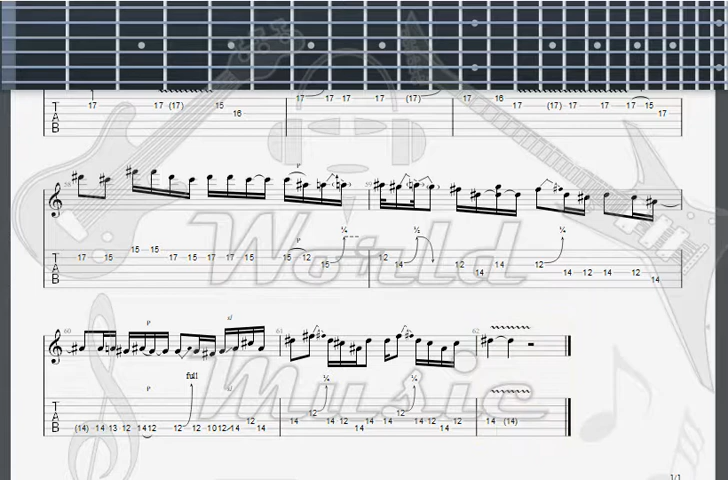 17 17 (17) 15 16 17 17 17 17 (17) 17 16 17 (17) 17 17 15 17
58 P 59
¼ ½ ¼
T A B 17 15 15 15 17 15 17 17 15 15 12 15 12 14 12 14 14 12 14 12 14 12 14
60 P sl 61 62
full ¼ ¼
T A B (14) 14 13 12 14 14 12 12 12 10 12 12 14 14 12 14 12 14 14 14 12 14 14 12 12 14 (14)
World
Music
1/1